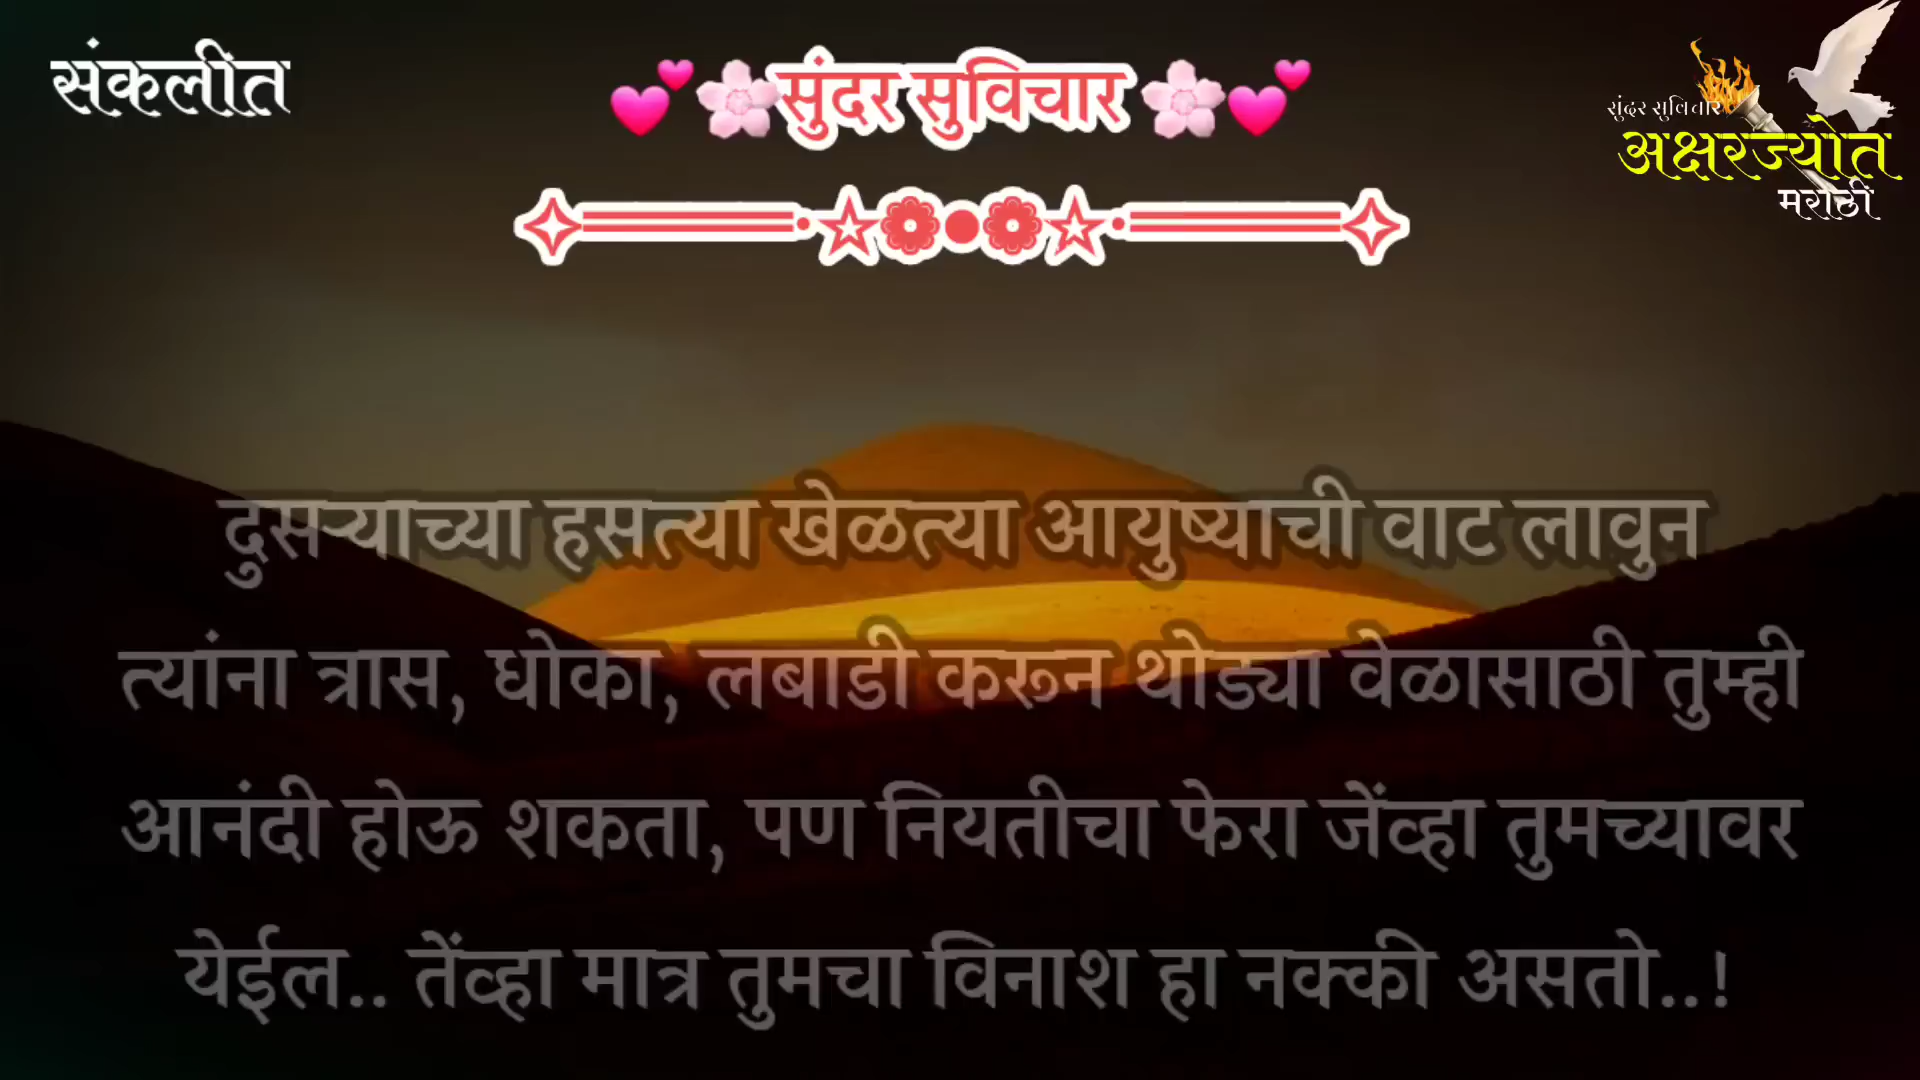 संकलीत
💕🌸सुंदर सुविचार 🌸💕
सुंदर सुविचार
अक्षरज्योत
मराठी
दुसऱ्याच्या हसत्या खेळत्या आयुष्याची वाट लावुन
त्यांना त्रास, धोका, लबाडी करून थोड्या वेळासाठी तुम्ही
आनंदी होऊ शकता, पण नियतीचा फेरा जेंव्हा तुमच्यावर
येईल.. तेंव्हा मात्र तुमचा विनाश हा नक्की असतो..!